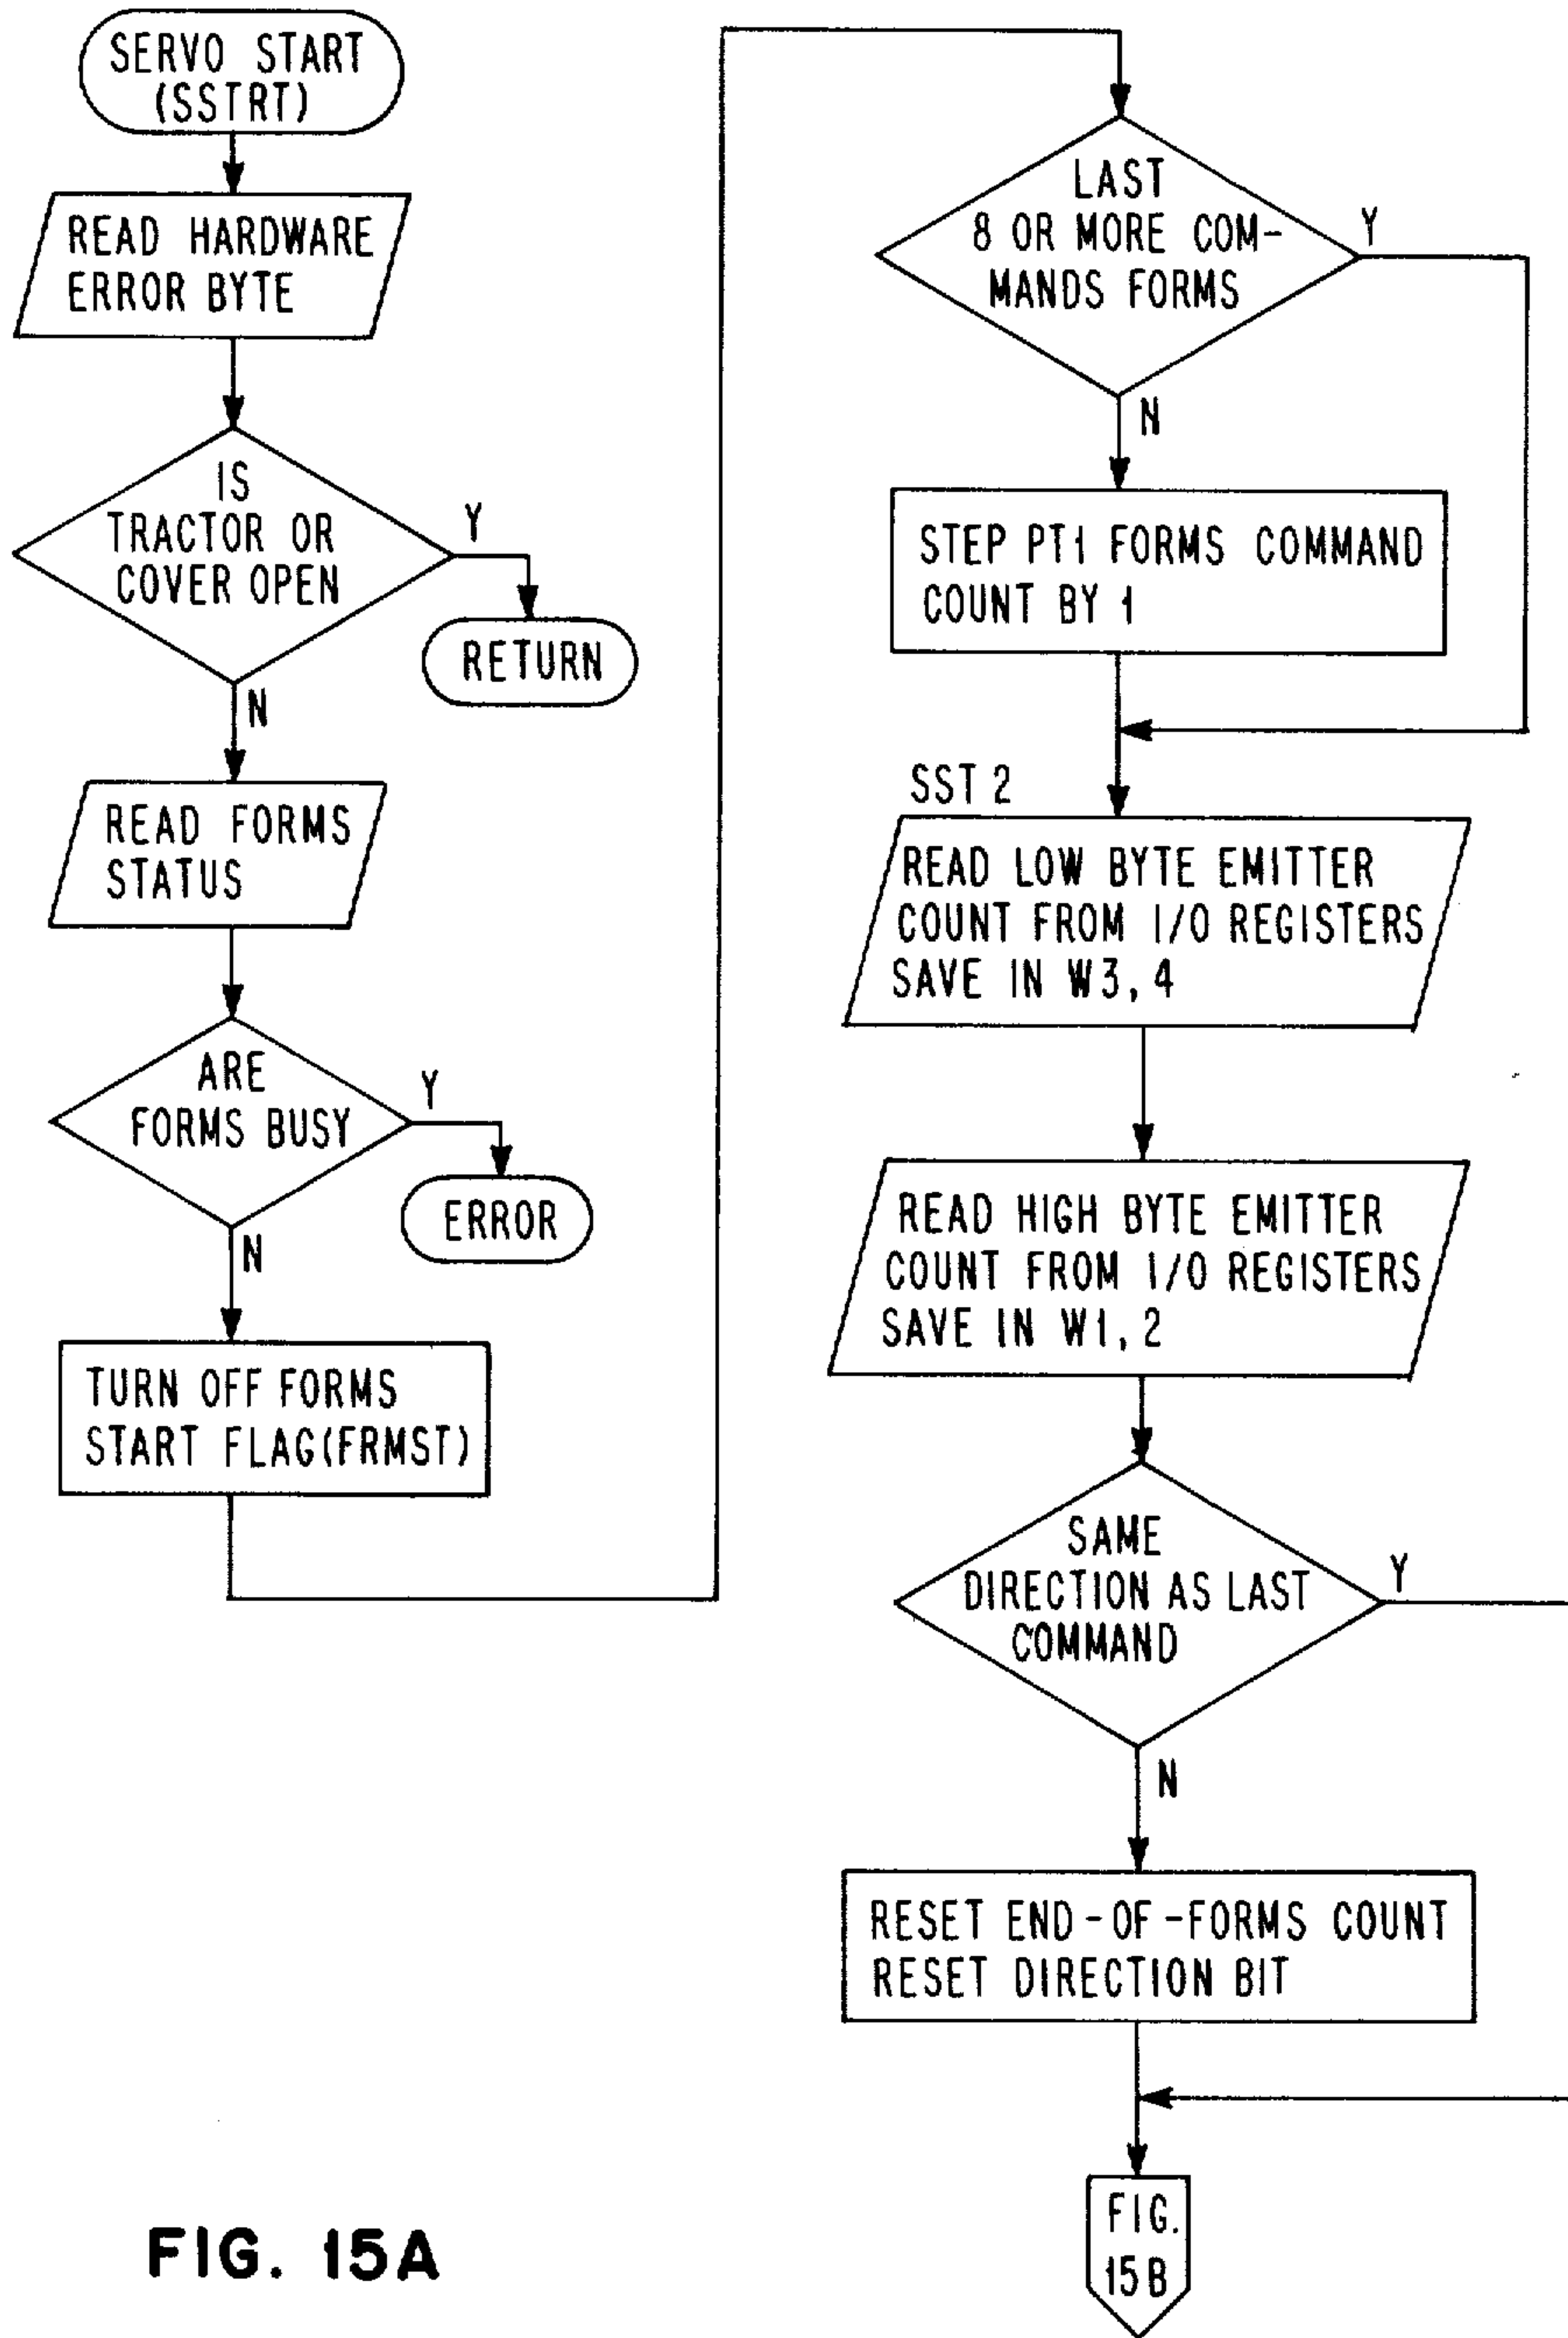 SERVO START
(SSTRT)
READ HARDWARE
ERROR BYTE
IS
TRACTOR OR
COVER OPEN
Y
RETURN
N
READ FORMS
STATUS
ARE
FORMS BUSY
Y
ERROR
N
TURN OFF FORMS
START FLAG(FRMST)
LAST
8 OR MORE COM-
MANDS FORMS
Y
N
STEP PT1 FORMS COMMAND
COUNT BY 1
SST 2
READ LOW BYTE EMITTER
COUNT FROM I/O REGISTERS
SAVE IN W3, 4
READ HIGH BYTE EMITTER
COUNT FROM I/O REGISTERS
SAVE IN W1, 2
SAME
DIRECTION AS LAST
COMMAND
Y
N
RESET END-OF-FORMS COUNT
RESET DIRECTION BIT
FIG.
15B
FIG. 15A